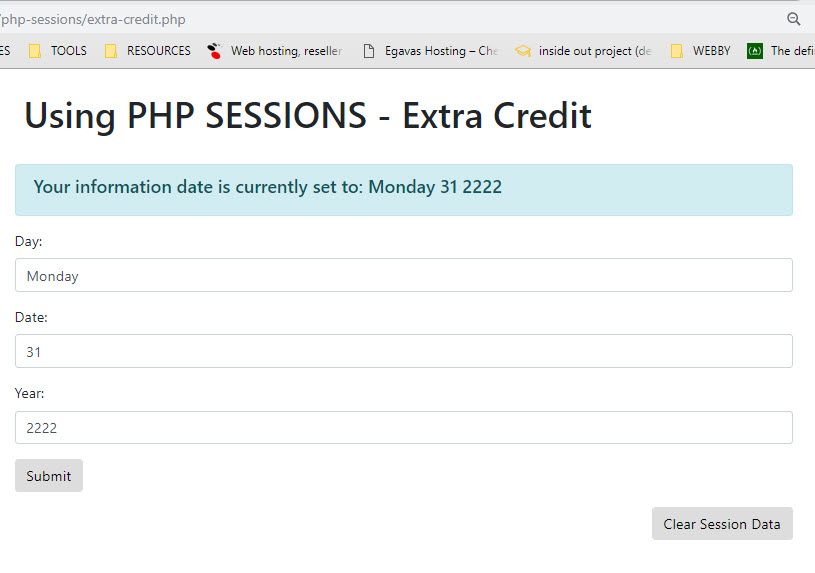 /php-sessions/extra-credit.php
ES TOOLS RESOURCES Web hosting, reseller Egavas Hosting – Che inside out project (de WEBBY The defi
Using PHP SESSIONS - Extra Credit
Your information date is currently set to: Monday 31 2222
Day:
Monday
Date:
31
Year:
2222
Submit
Clear Session Data